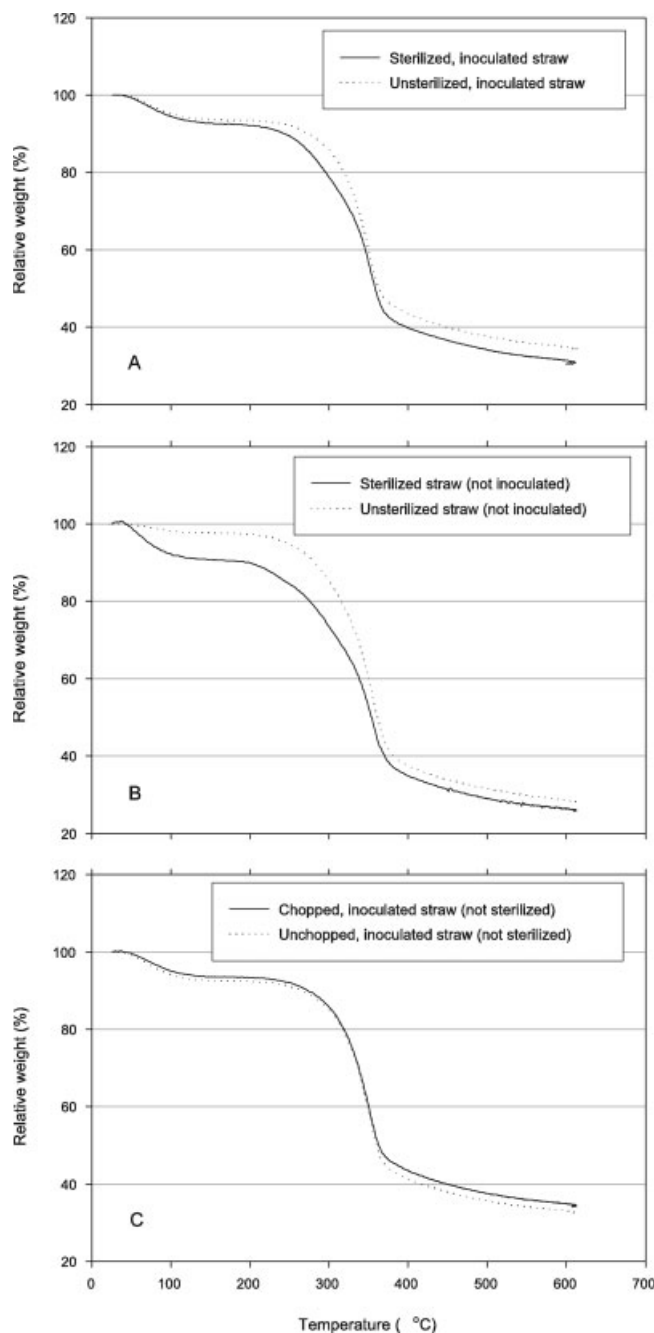 120
Sterilized, inoculated straw
Unsterilized, inoculated straw
100
80
60
40
20
Relative weight (%)
A
120
Sterilized straw (not inoculated)
Unsterilized straw (not inoculated)
100
80
60
40
20
Relative weight (%)
B
120
Chopped, inoculated straw (not sterilized)
Unchopped, inoculated straw (not sterilized)
100
80
60
40
20
Relative weight (%)
C
0 100 200 300 400 500 600 700
Temperature ( °C)